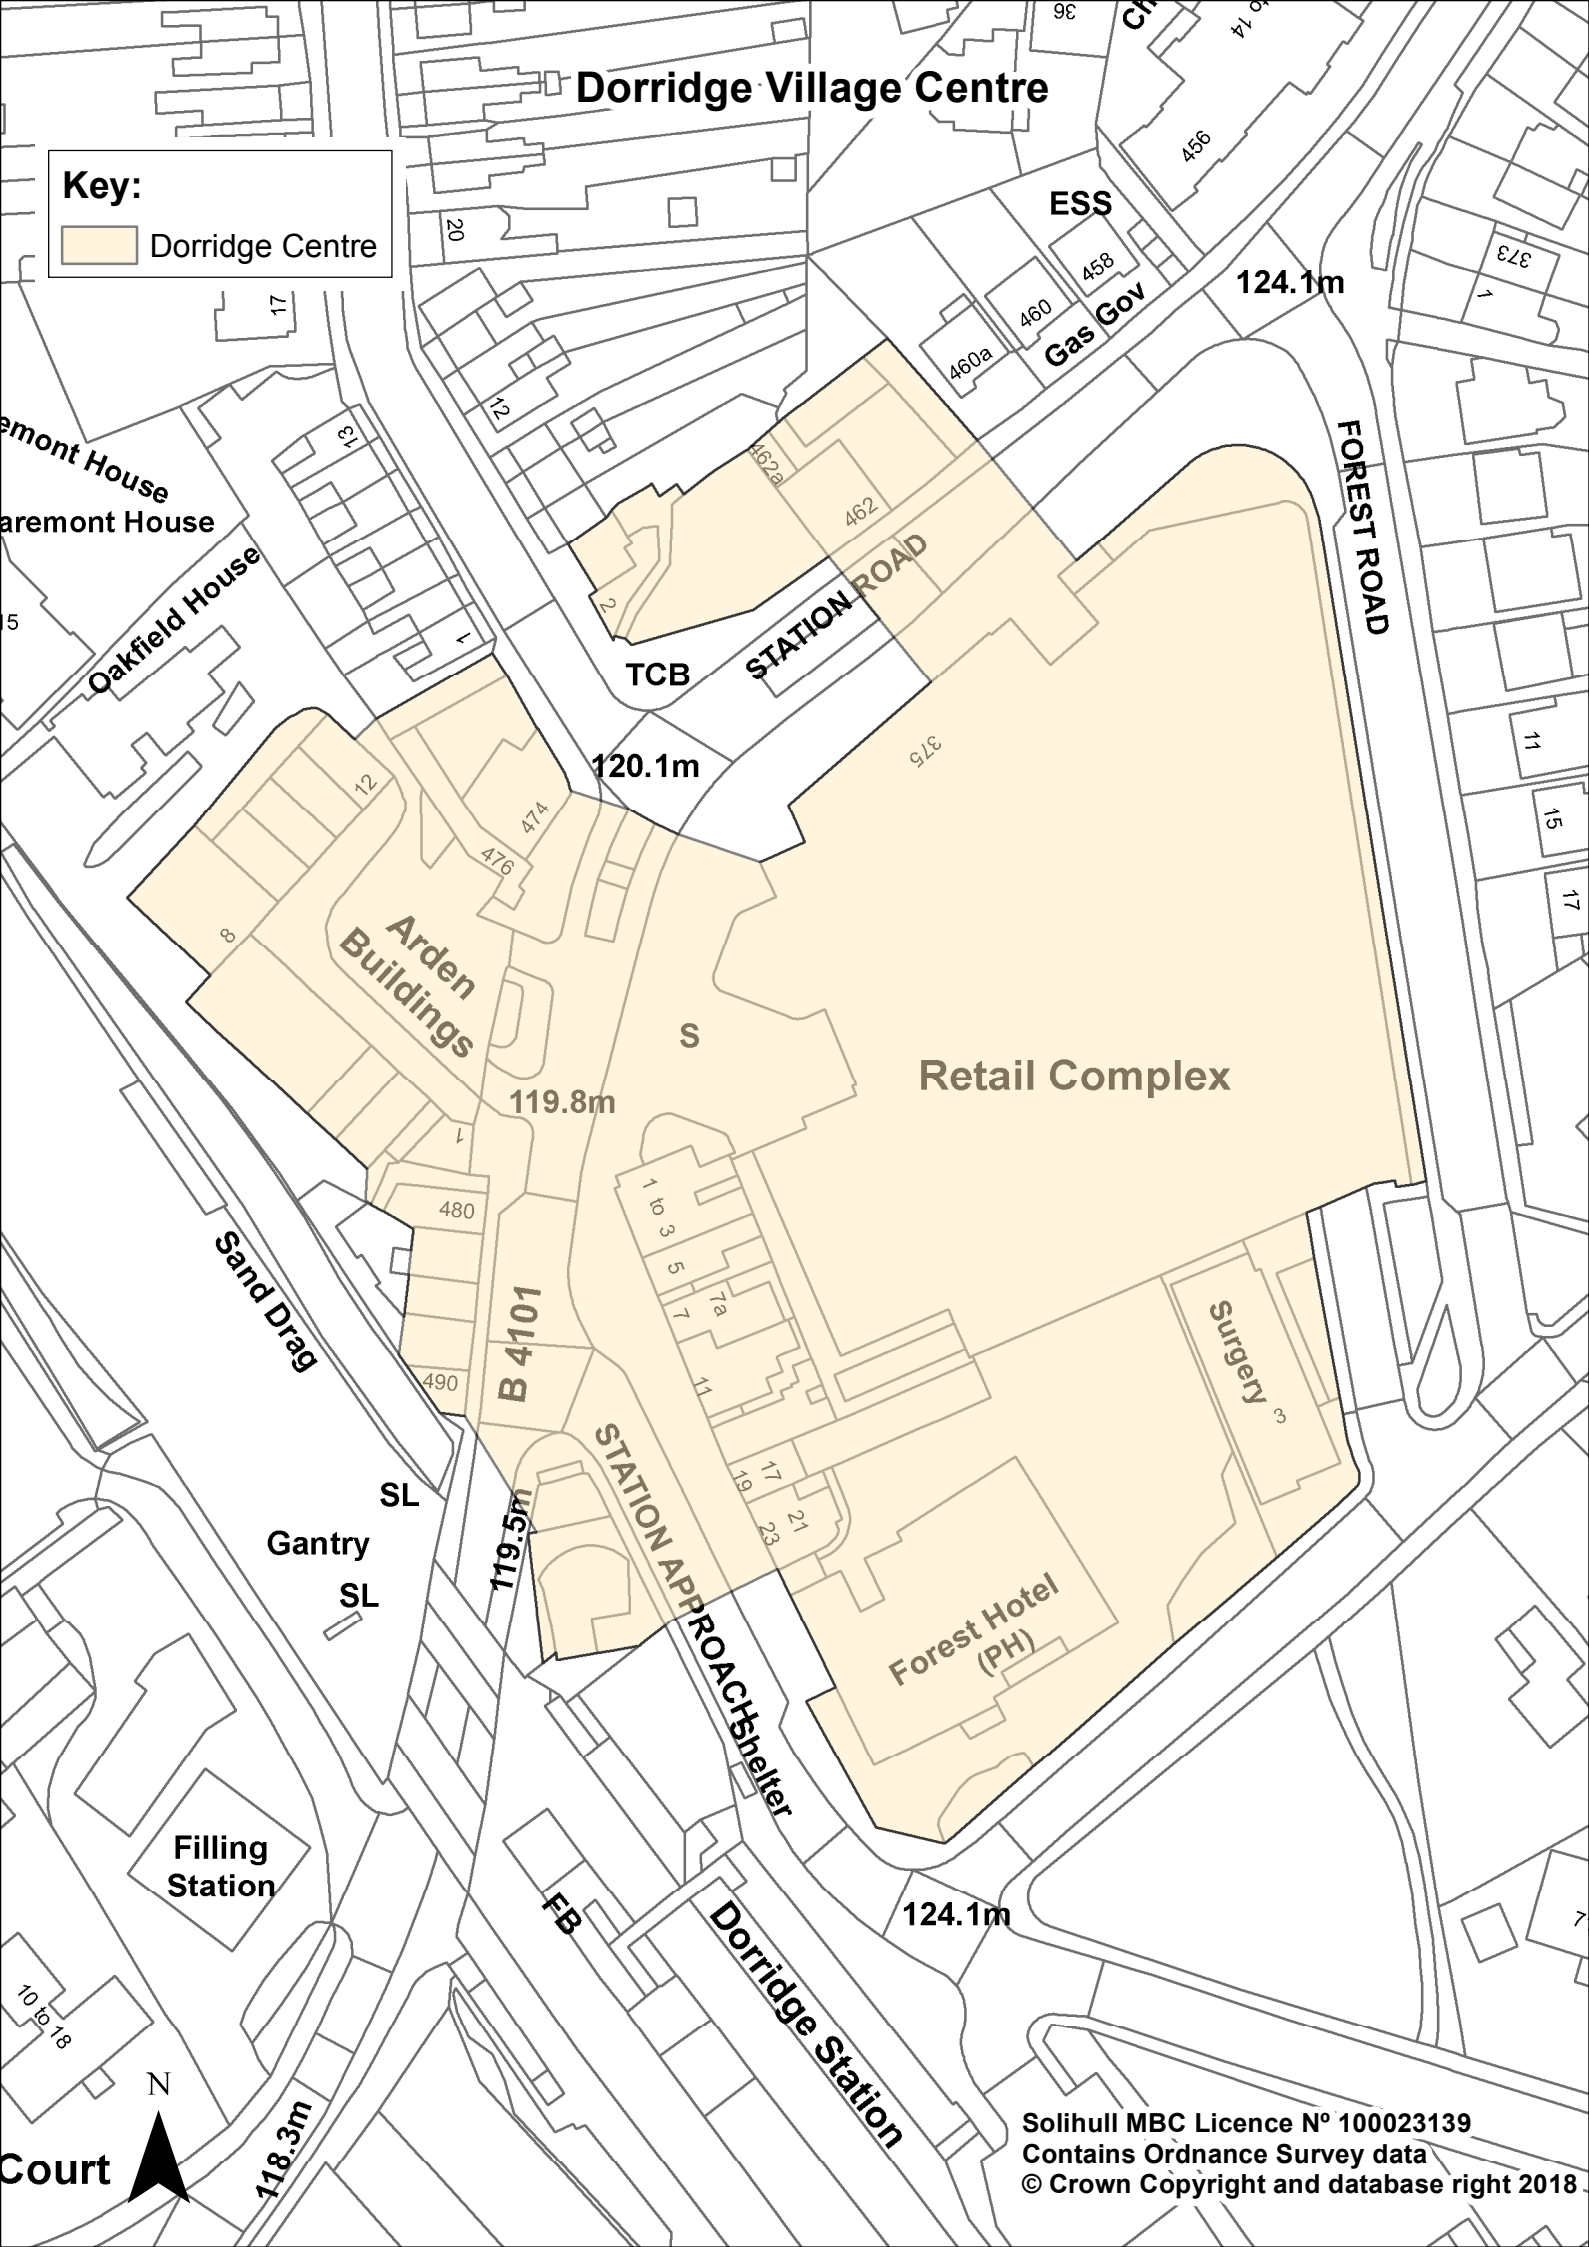 Dorridge Village Centre
36
Ch
to 14
456
Key:
Dorridge Centre
20
ESS
458
460
460a
Gas Gov
124.1m
373
1
17
12
13
emont House
aremont House
Oakfield House
15
1
462a
462
2
STATION ROAD
TCB
120.1m
FOREST ROAD
11
15
17
375
12
474
476
8
Arden
Buildings
S
Retail Complex
119.8m
1
480
1 to 3
5
7
7a
11
490
B 4101
Sand Drag
Surgery
3
STATION APPROACH
19
17
21
23
SL
Gantry
SL
119.5m
Forest Hotel
(PH)
Shelter
Filling
Station
FB
124.1m
7
Dorridge Station
10 to 18
N
Court
118.3m
Solihull MBC Licence Nº 100023139
Contains Ordnance Survey data
© Crown Copyright and database right 2018